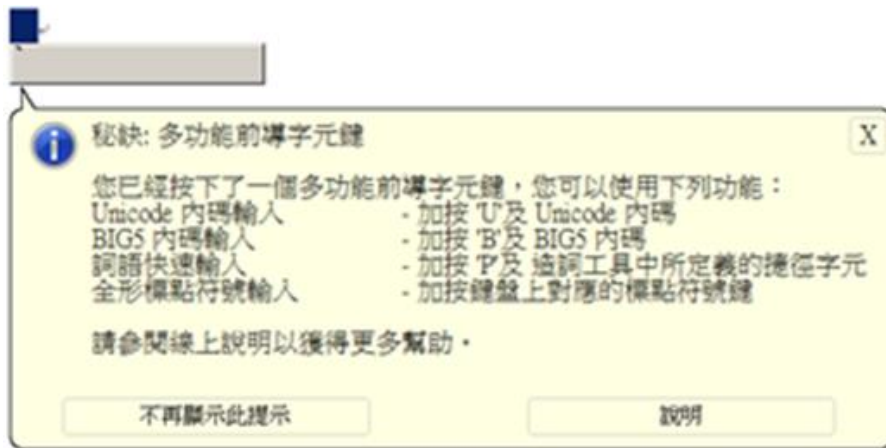 秘訣: 多功能前導字元鍵
X
您已經按下了一個多功能前導字元鍵，您可以使用下列功能：
Unicode 內碼輸入 - 加按 'U'及 Unicode 內碼
BIG5 內碼輸入 - 加按 'B'及 BIG5 內碼
詞語快速輸入 - 加按 'P'及 造詞工具中所定義的捷徑字元
全形標點符號輸入 - 加按鍵盤上對應的標點符號鍵
請參閱線上說明以獲得更多幫助。
不再顯示此提示
說明